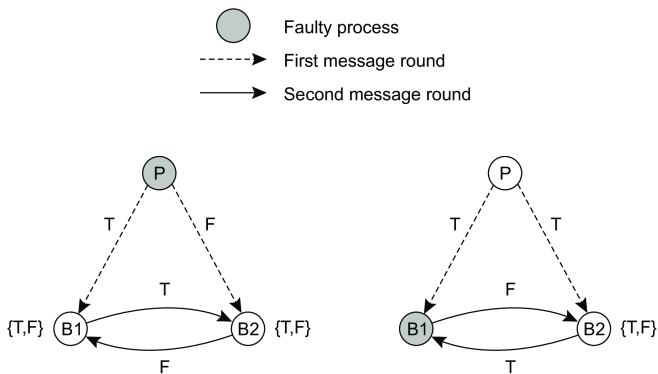 Faulty process
First message round
Second message round
P P
T F T T
T F
{T,F} B1 B2 {T,F} B1 B2 {T,F}
F T